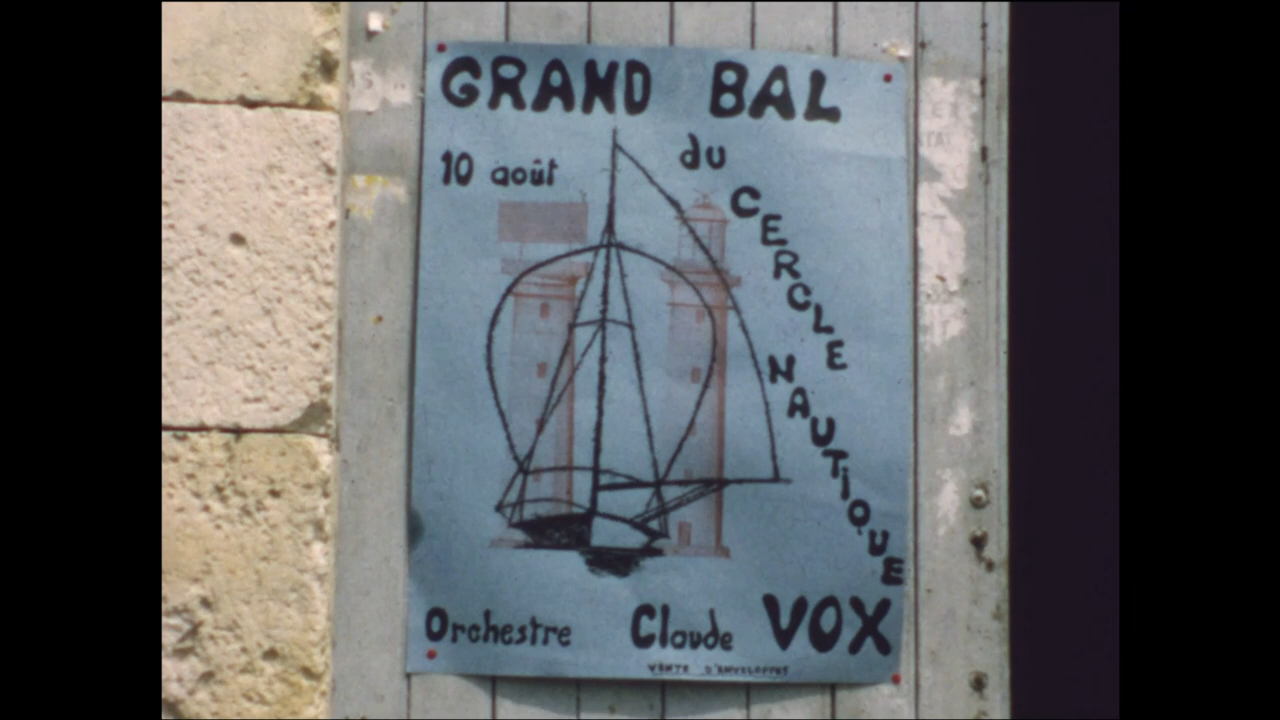 GRAND BAL
10 août
du
CERCLE
NAUTIQUE
Orchestre Claude VOX
VENTE D'ENVELOPPES